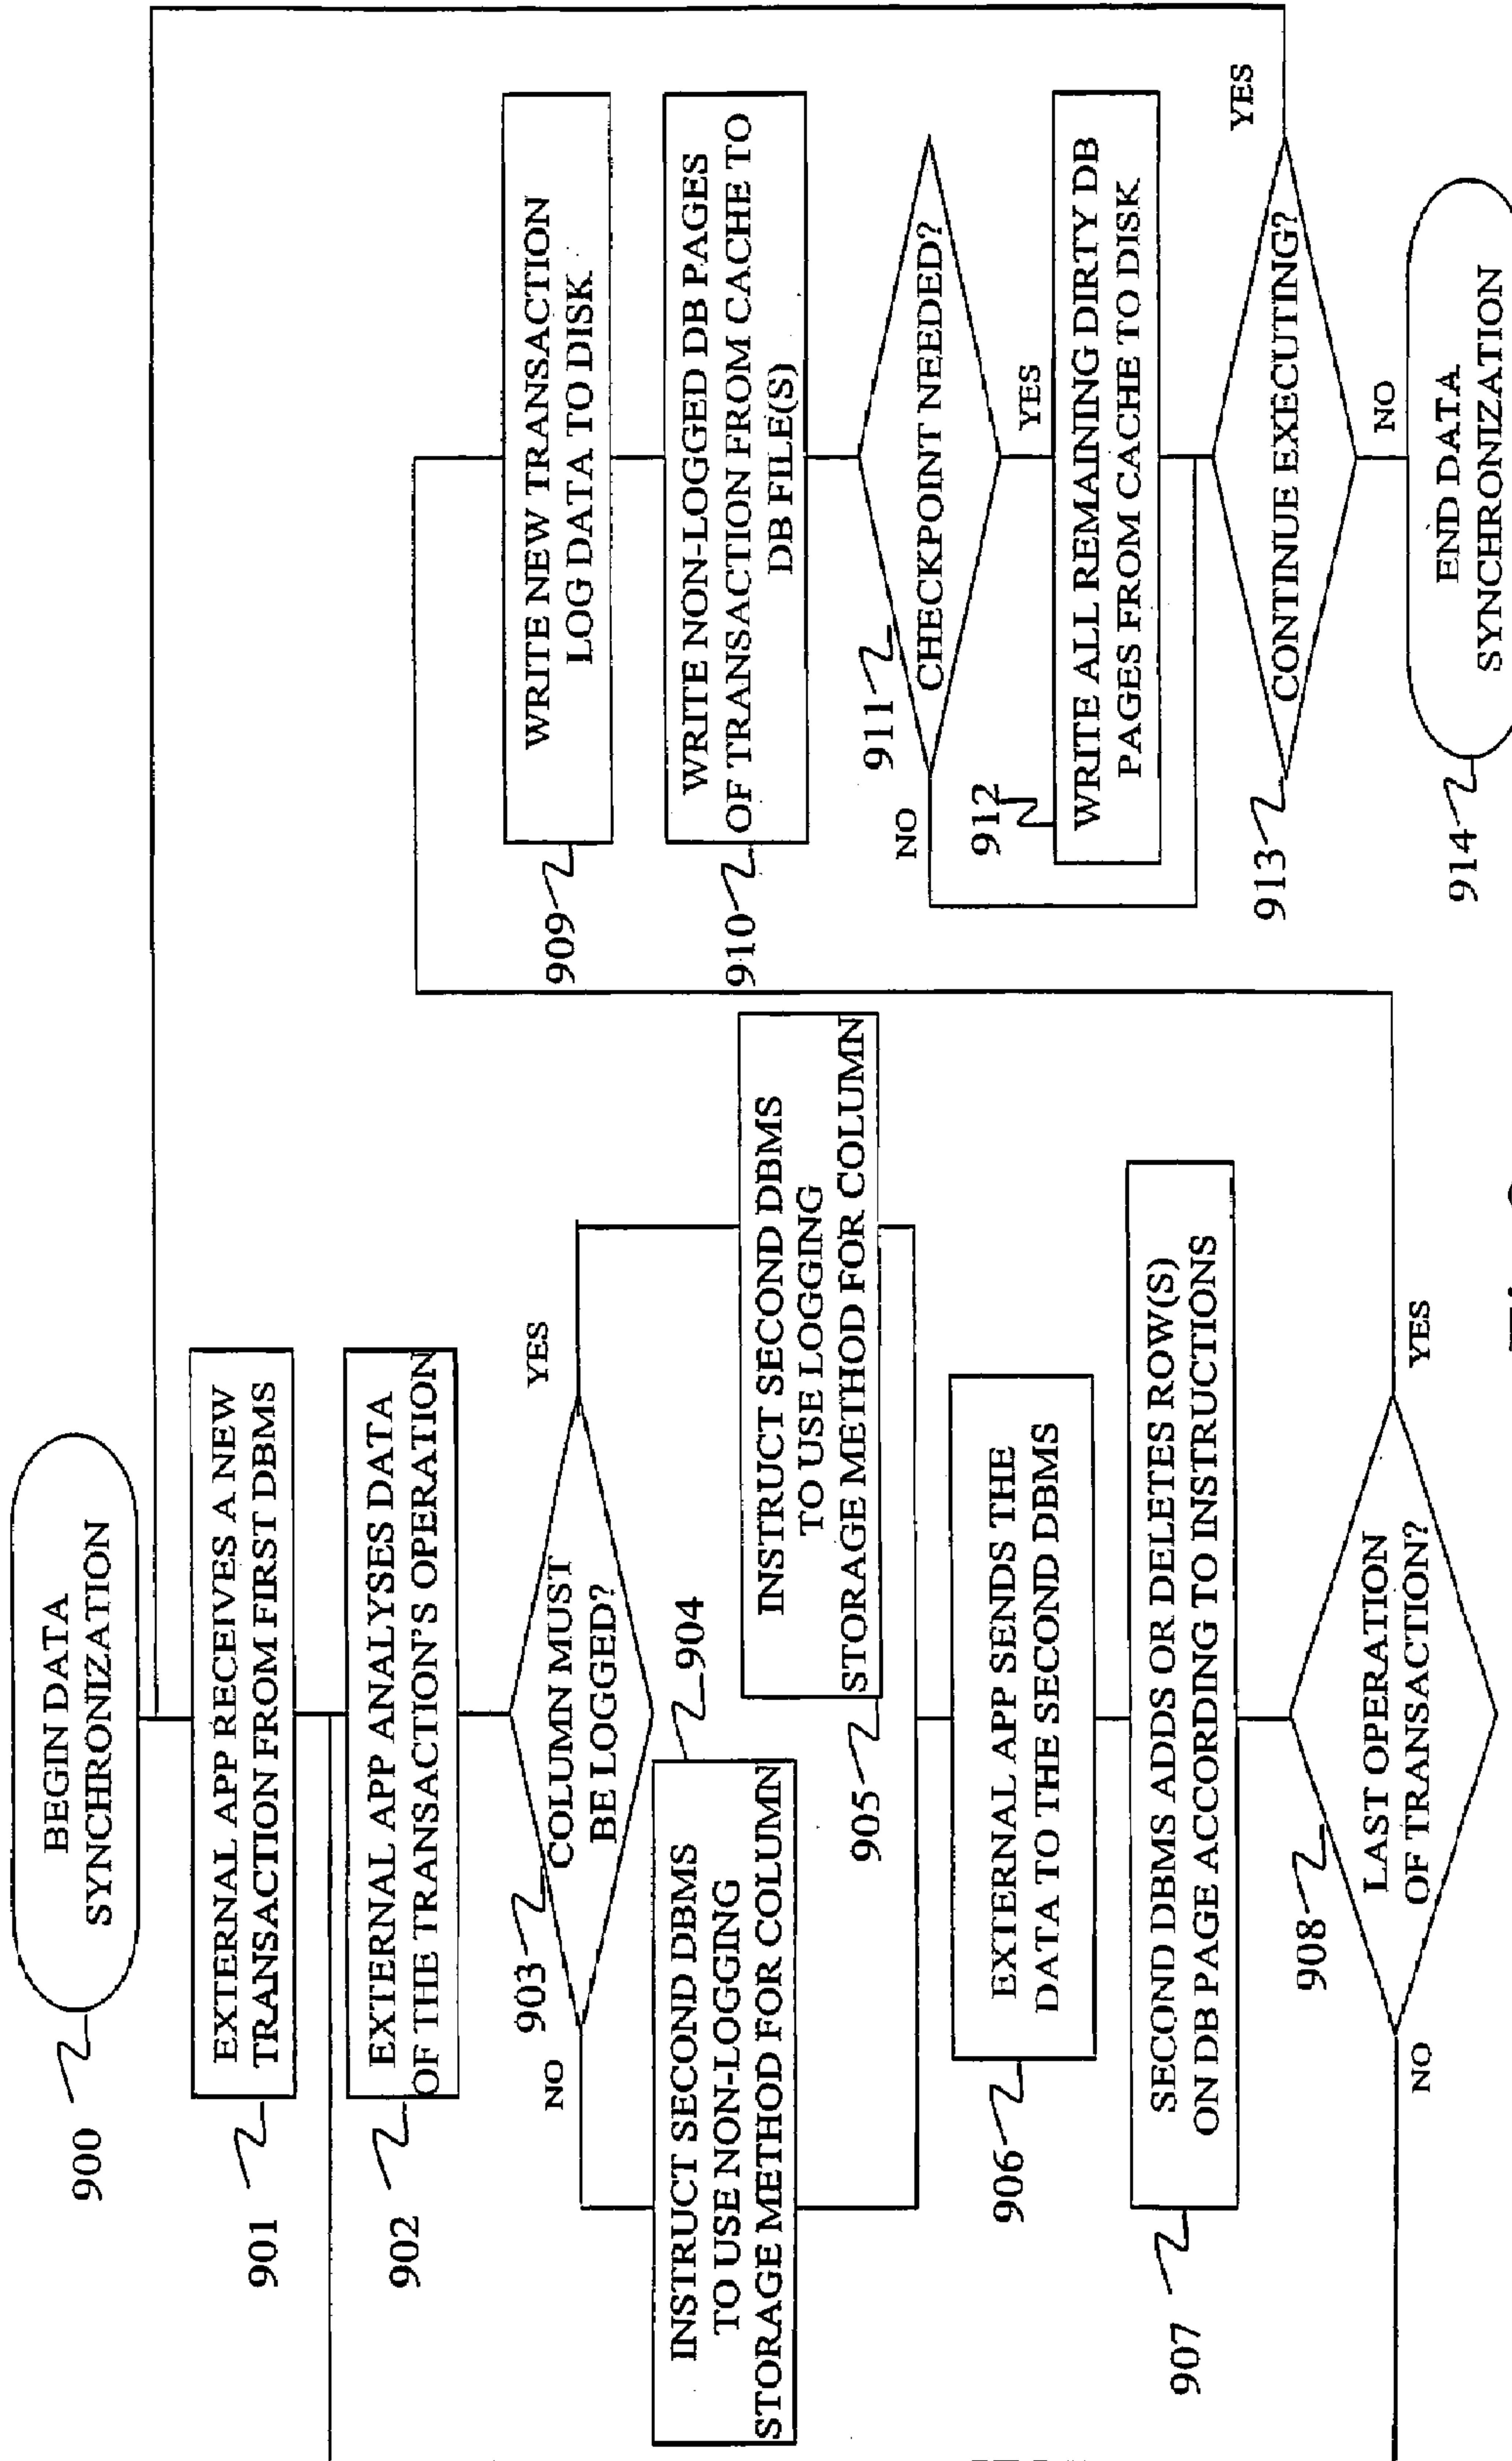 BEGIN DATA
SYNCHRONIZATION
900
EXTERNAL APP RECEIVES A NEW
TRANSACTION FROM FIRST DBMS
901
EXTERNAL APP ANALYSES DATA
OF THE TRANSACTION'S OPERATION
902
COLUMN MUST
BE LOGGED?
903
NO
YES
INSTRUCT SECOND DBMS
TO USE NON-LOGGING
STORAGE METHOD FOR COLUMN
904
INSTRUCT SECOND DBMS
TO USE LOGGING
STORAGE METHOD FOR COLUMN
905
EXTERNAL APP SENDS THE
DATA TO THE SECOND DBMS
906
SECOND DBMS ADDS OR DELETES ROW(S)
ON DB PAGE ACCORDING TO INSTRUCTIONS
907
LAST OPERATION
OF TRANSACTION?
908
NO
YES
WRITE NEW TRANSACTION
LOG DATA TO DISK
909
WRITE NON-LOGGED DB PAGES
OF TRANSACTION FROM CACHE TO
DB FILE(S)
910
CHECKPOINT NEEDED?
911
NO
YES
WRITE ALL REMAINING DIRTY DB
PAGES FROM CACHE TO DISK
912
CONTINUE EXECUTING?
913
YES
NO
END DATA
SYNCHRONIZATION
914